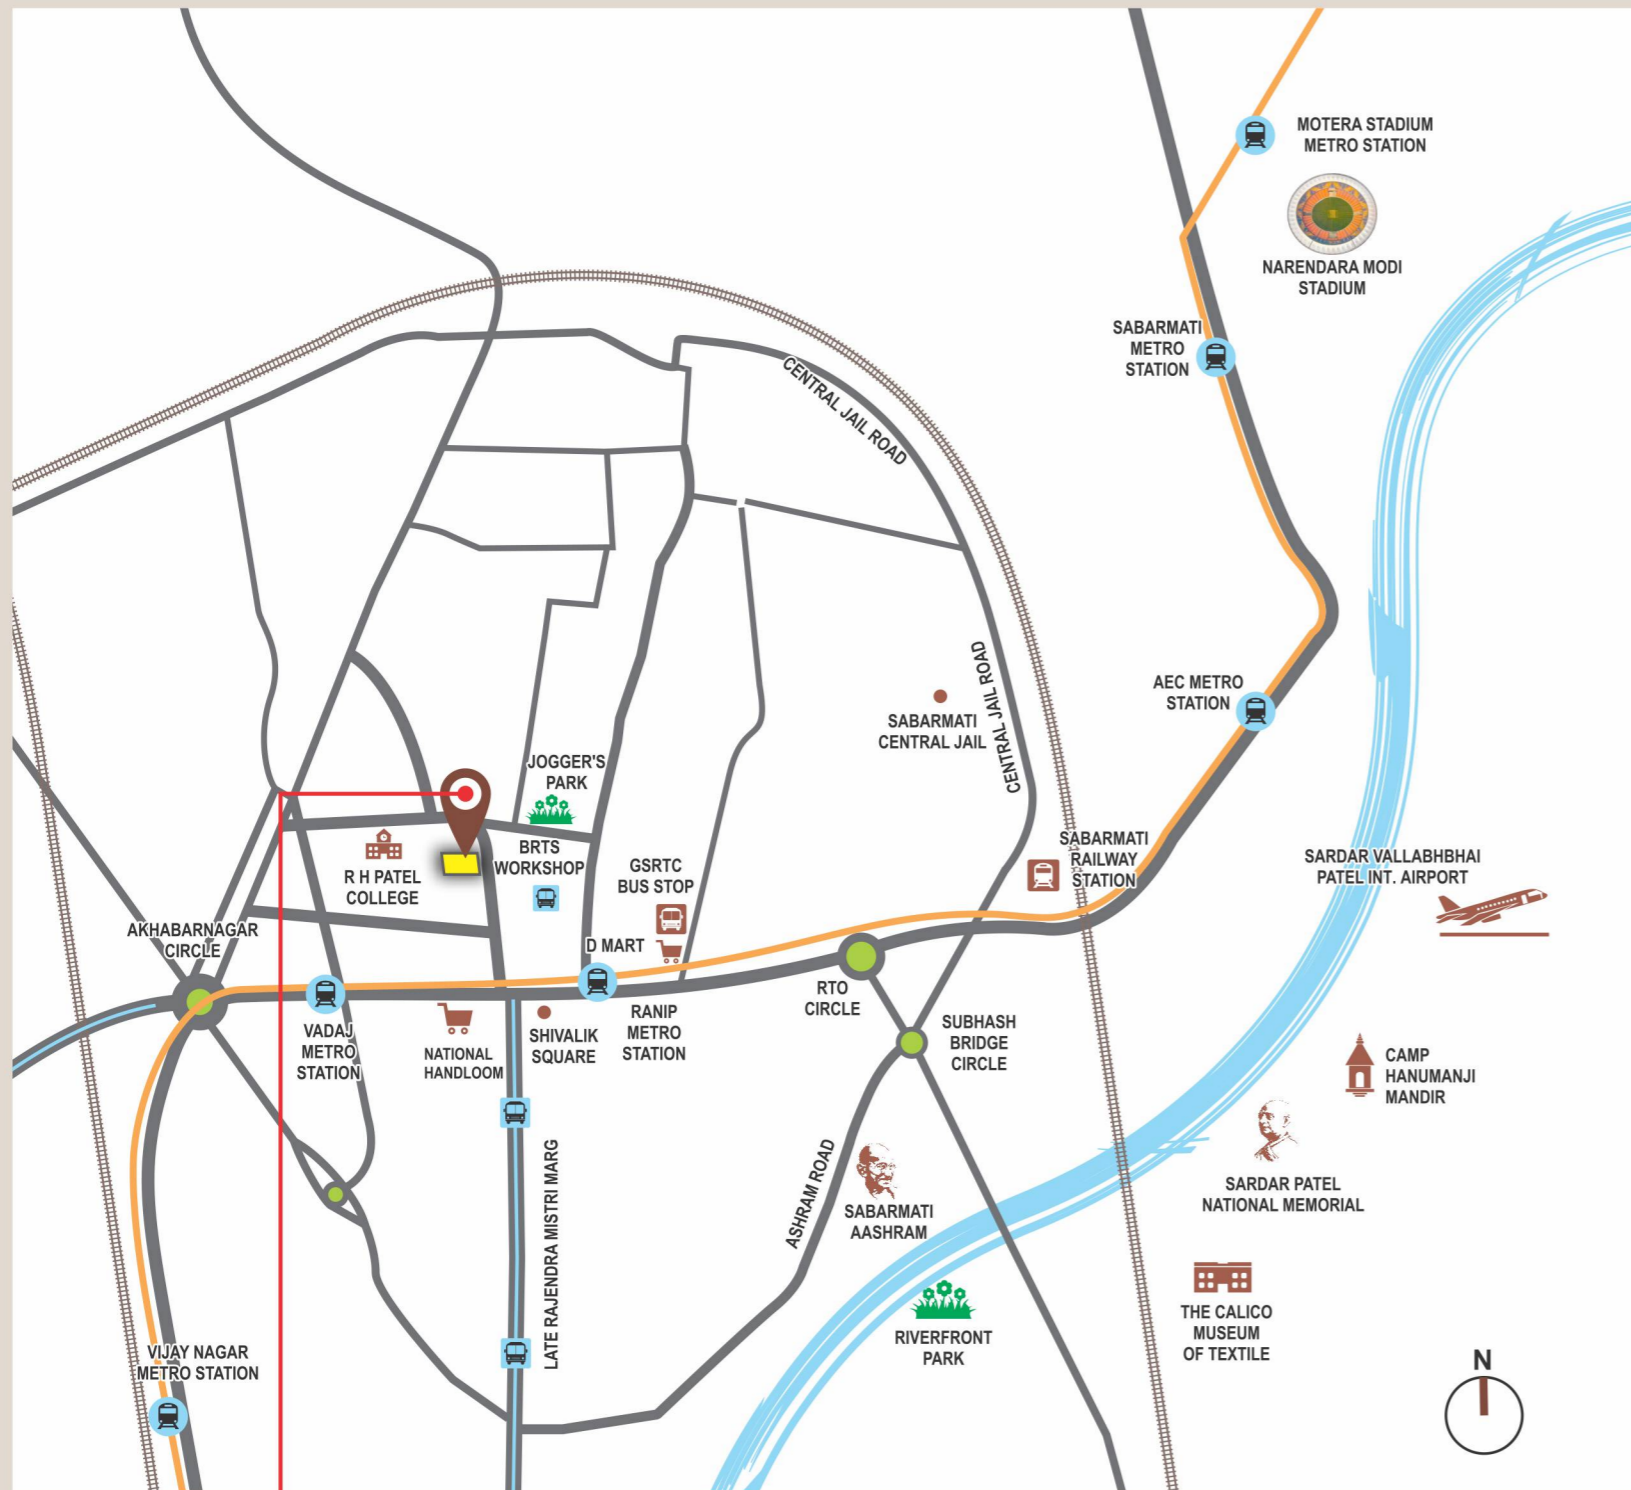 MOTERA STADIUM
METRO STATION
NARENDARA MODI
STADIUM
SABARMATI
METRO
STATION
CENTRAL JAIL ROAD
CENTRAL JAIL ROAD
AEC METRO
STATION
SABARMATI
CENTRAL JAIL
JOGGER'S
PARK
BRTS
WORKSHOP
GSRTC
BUS STOP
R H PATEL
COLLEGE
SABARMATI
RAILWAY
STATION
SARDAR VALLABHBHAI
PATEL INT. AIRPORT
AKHABARNAGAR
CIRCLE
D MART
RTO
CIRCLE
VADAJ
METRO
STATION
NATIONAL
HANDLOOM
SHIVALIK
SQUARE
RANIP
METRO
STATION
SUBHASH
BRIDGE
CIRCLE
CAMP
HANUMANJI
MANDIR
LATE RAJENDRA MISTRI MARG
ASHRAM ROAD
SABARMATI
AASHRAM
SARDAR PATEL
NATIONAL MEMORIAL
RIVERFRONT
PARK
THE CALICO
MUSEUM
OF TEXTILE
VIJAY NAGAR
METRO STATION
N